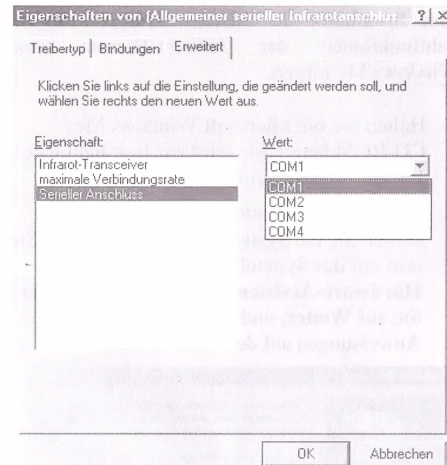 Eigenschaften von (Allgemeiner serieller Infrarotanschlus...
Treibertyp
Bindungen
Erweitert
Klicken Sie links auf die Einstellung, die geändert werden soll, und
wählen Sie rechts den neuen Wert aus.
Eigenschaft:
Infrarot-Transceiver
maximale Verbindungsrate
Serieller Anschluss
Wert:
COM1
COM1
COM2
COM3
COM4
OK
Abbrechen